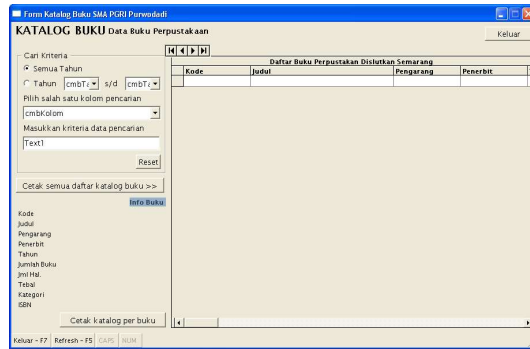 Form Katalog Buku SMA PGRI Purwodadi
KATALOG BUKU Data Buku Perpustakaan
Keluar
Cari Kriteria
Semua Tahun
Tahun cmbTa s/d cmbTa
Pilih salah satu kolom pencarian
cmbKolom
Masukkan kriteria data pencarian
Text1
Reset
Cetak semua daftar katalog buku >>
Info Buku
Kode
Judul
Pengarang
Penerbit
Tahun
Jumlah Buku
Jml Hal.
Tebal
Kategori
ISBN
Cetak katalog per buku
Daftar Buku Perpustakan Dislutkan Semarang
Kode Judul Pengarang Penerbit
Keluar - F7 Refresh - F5 CAPS NUM